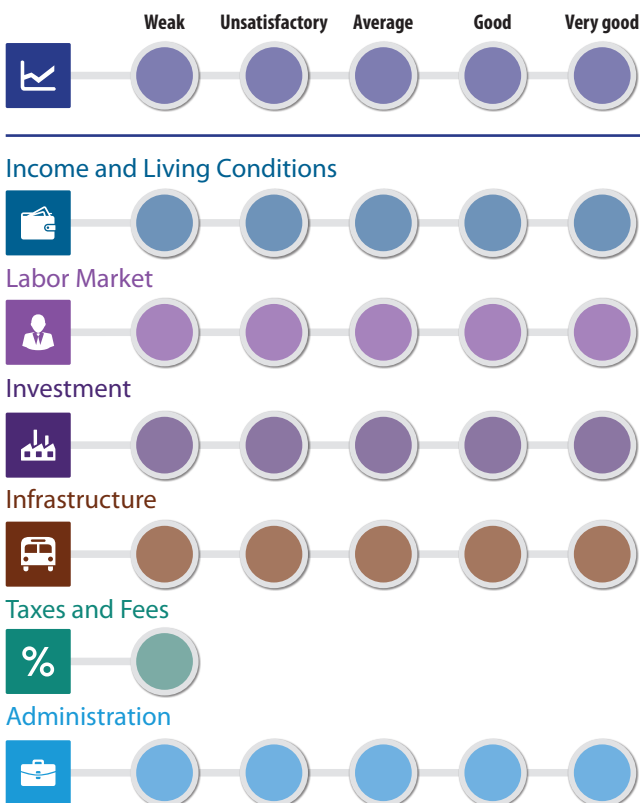 Weak Unsatisfactory Average Good Very good
Income and Living Conditions
Labor Market
Investment
Infrastructure
Taxes and Fees
%
Administration